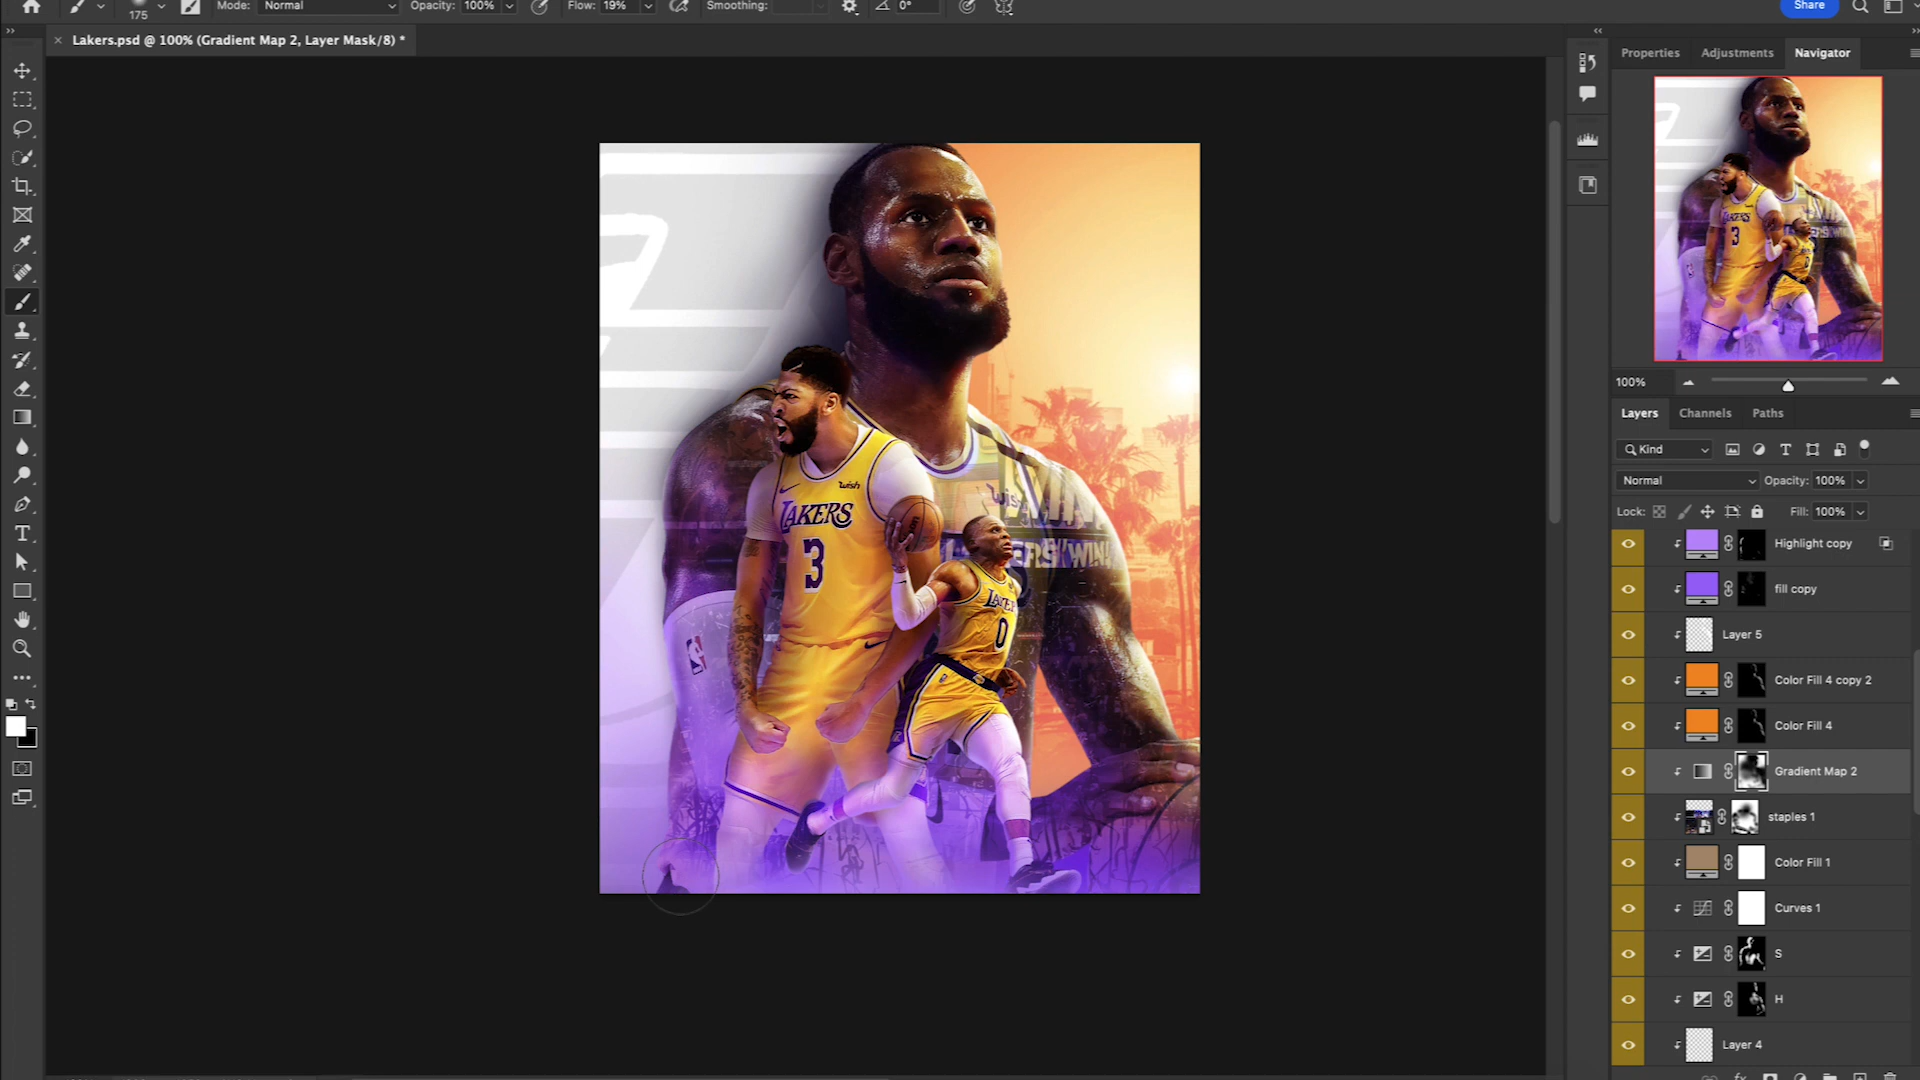 Mode: Normal Opacity: 100% Flow: 19% Smoothing: 0° Share
175
Lakers.psd @ 100% (Gradient Map 2, Layer Mask/8) *
Properties Adjustments Navigator
wish
LAKERS
3
LAKERS
0
WIN!
100%
Layers Channels Paths
Kind
Normal Opacity: 100%
Lock: Fill: 100%
Highlight copy
fill copy
Layer 5
Color Fill 4 copy 2
Color Fill 4
Gradient Map 2
staples 1
Color Fill 1
Curves 1
S
H
Layer 4